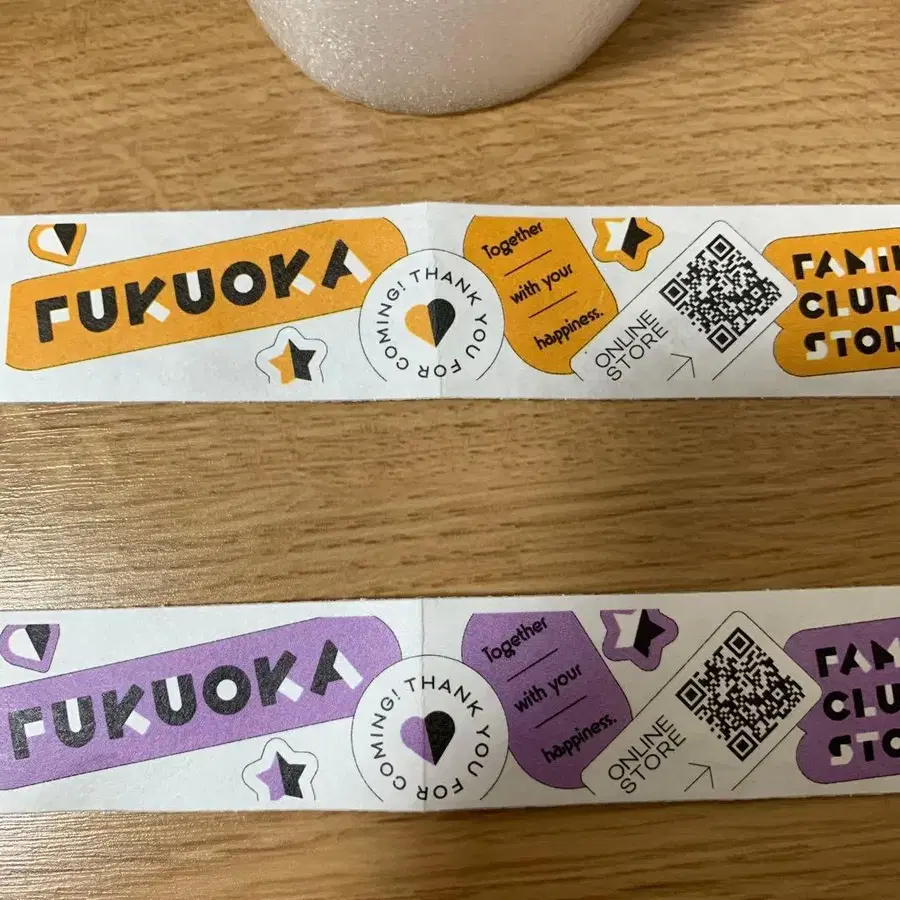 FUKUOKA
THANK YOU FOR COMING!
Together
with your
happiness.
ONLINE
STORE
FAMI
CLUB
STOR
FUKUOKA
THANK YOU FOR COMING!
Together
with your
happiness.
ONLINE
STORE
FAM
CLU
STO